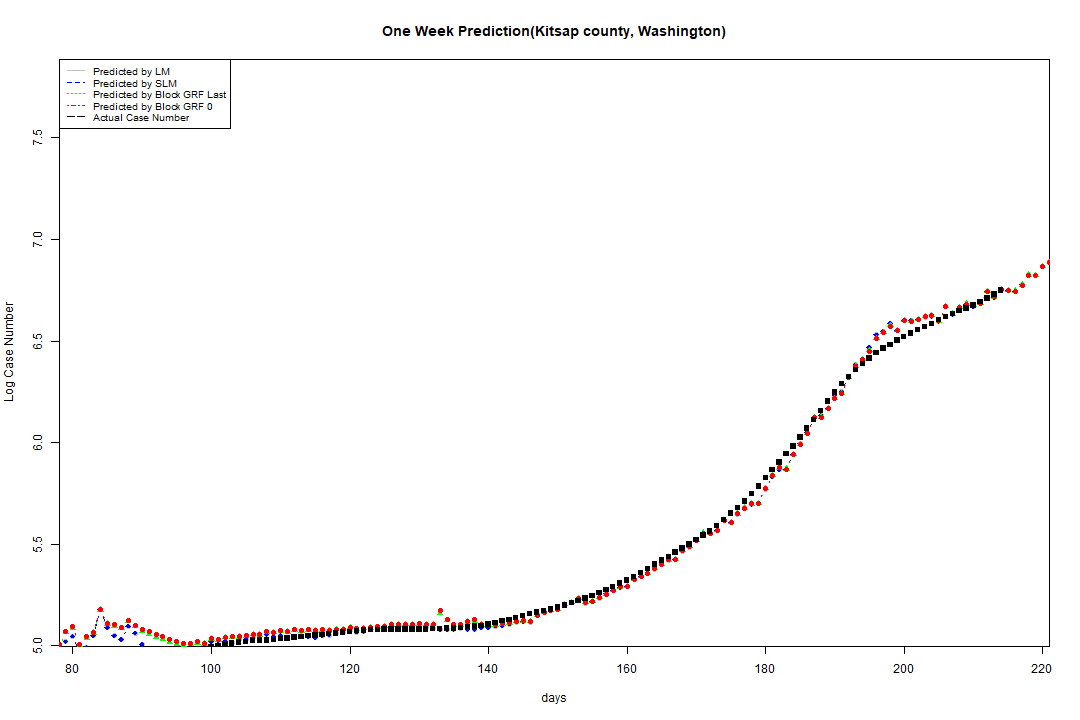 One Week Prediction(Kitsap county, Washington)
Predicted by LM
Predicted by SLM
Predicted by Block GRF Last
Predicted by Block GRF 0
Actual Case Number
7.5
7.0
6.5
6.0
5.5
5.0
Log Case Number
80 100 120 140 160 180 200 220
days